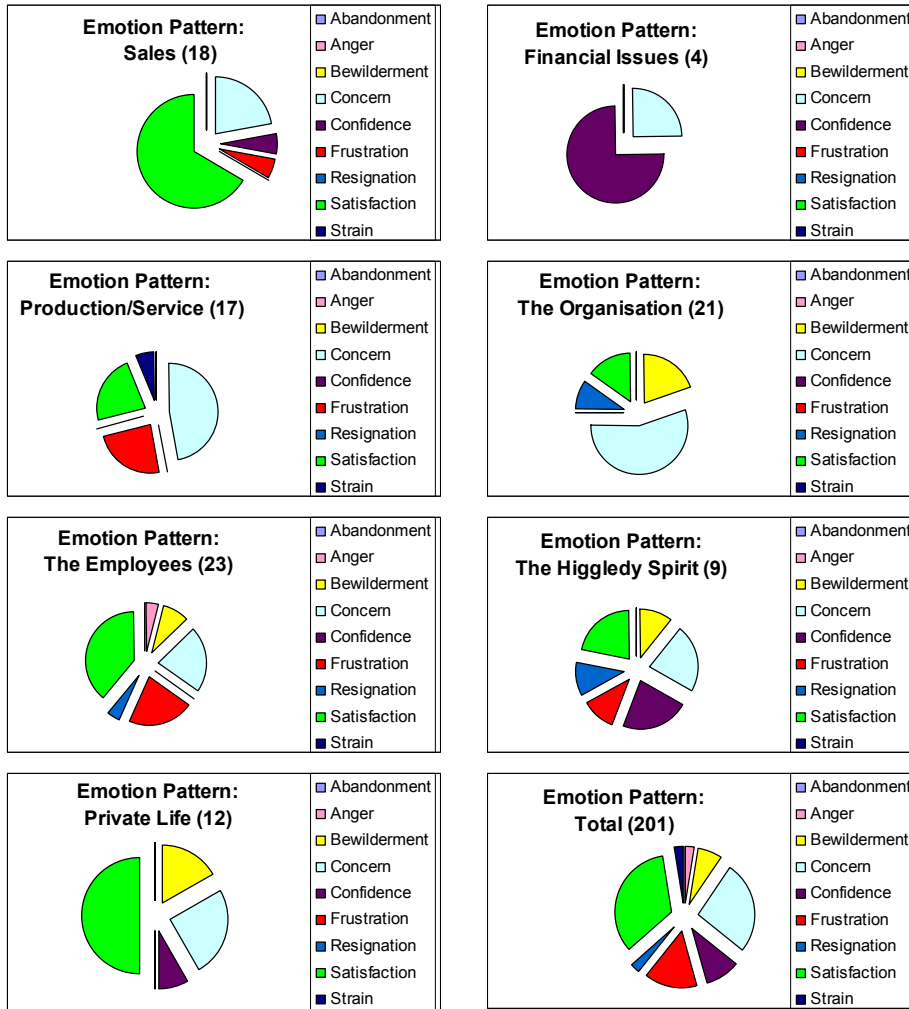 Emotion Pattern:
Sales (18)
Abandonment
Anger
Bewilderment
Concern
Confidence
Frustration
Resignation
Satisfaction
Strain
Emotion Pattern:
Financial Issues (4)
Abandonment
Anger
Bewilderment
Concern
Confidence
Frustration
Resignation
Satisfaction
Strain
Emotion Pattern:
Production/Service (17)
Abandonment
Anger
Bewilderment
Concern
Confidence
Frustration
Resignation
Satisfaction
Strain
Emotion Pattern:
The Organisation (21)
Abandonment
Anger
Bewilderment
Concern
Confidence
Frustration
Resignation
Satisfaction
Strain
Emotion Pattern:
The Employees (23)
Abandonment
Anger
Bewilderment
Concern
Confidence
Frustration
Resignation
Satisfaction
Strain
Emotion Pattern:
The Higgledy Spirit (9)
Abandonment
Anger
Bewilderment
Concern
Confidence
Frustration
Resignation
Satisfaction
Strain
Emotion Pattern:
Private Life (12)
Abandonment
Anger
Bewilderment
Concern
Confidence
Frustration
Resignation
Satisfaction
Strain
Emotion Pattern:
Total (201)
Abandonment
Anger
Bewilderment
Concern
Confidence
Frustration
Resignation
Satisfaction
Strain